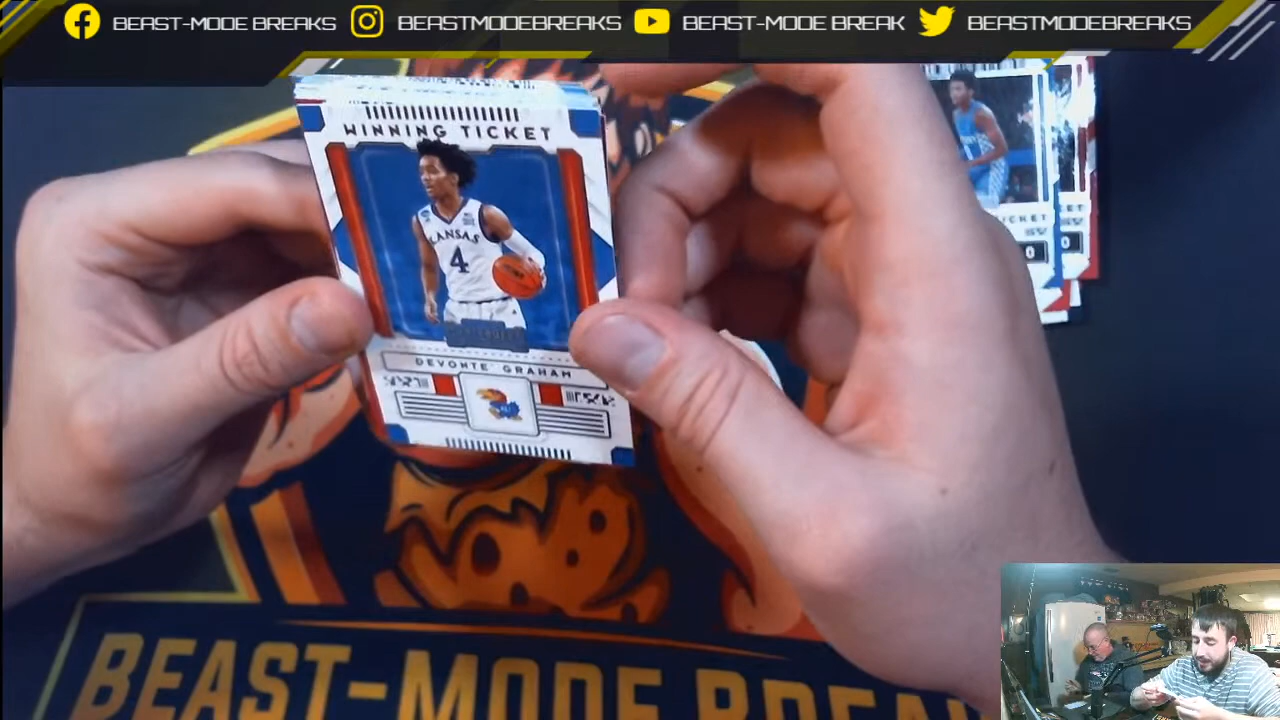 BEAST-MODE BREAKS BEASTMODEBREAKS BEAST-MODE BREAK BEASTMODEBREAKS
WINNING TICKET
KANSAS
4
DEVONTE' GRAHAM
BEAST-MODE BREA